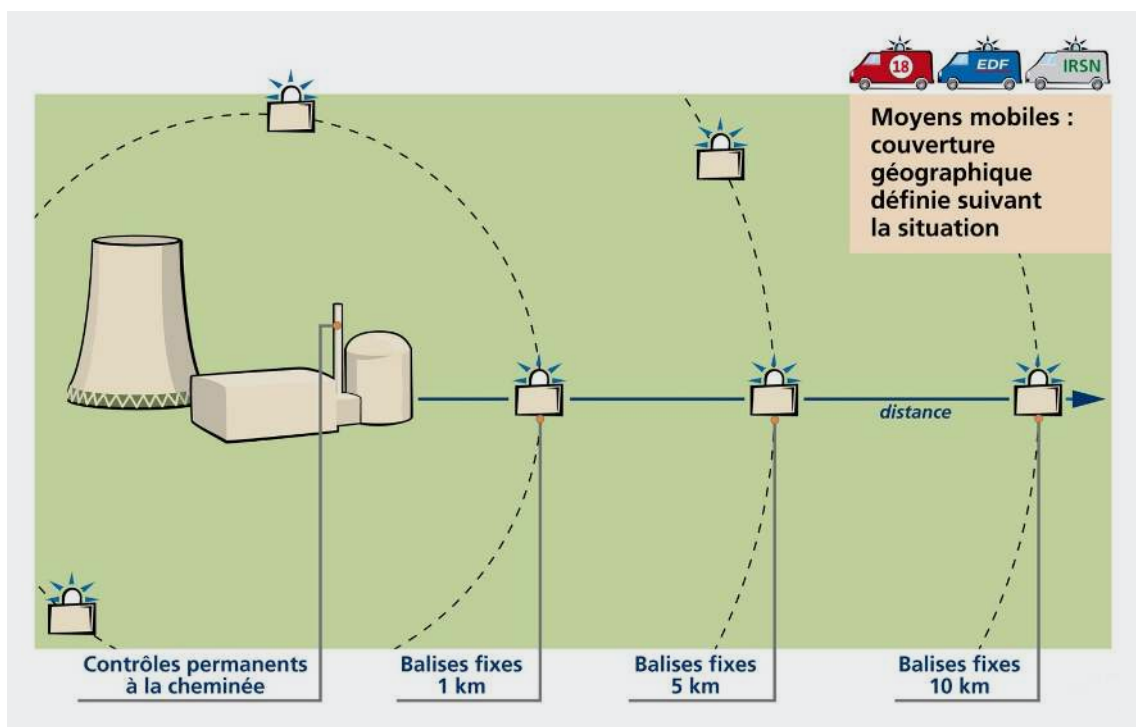 18 EDF IRSN
Moyens mobiles :
couverture
géographique
définie suivant
la situation
distance
Contrôles permanents
à la cheminée
Balises fixes
1 km
Balises fixes
5 km
Balises fixes
10 km